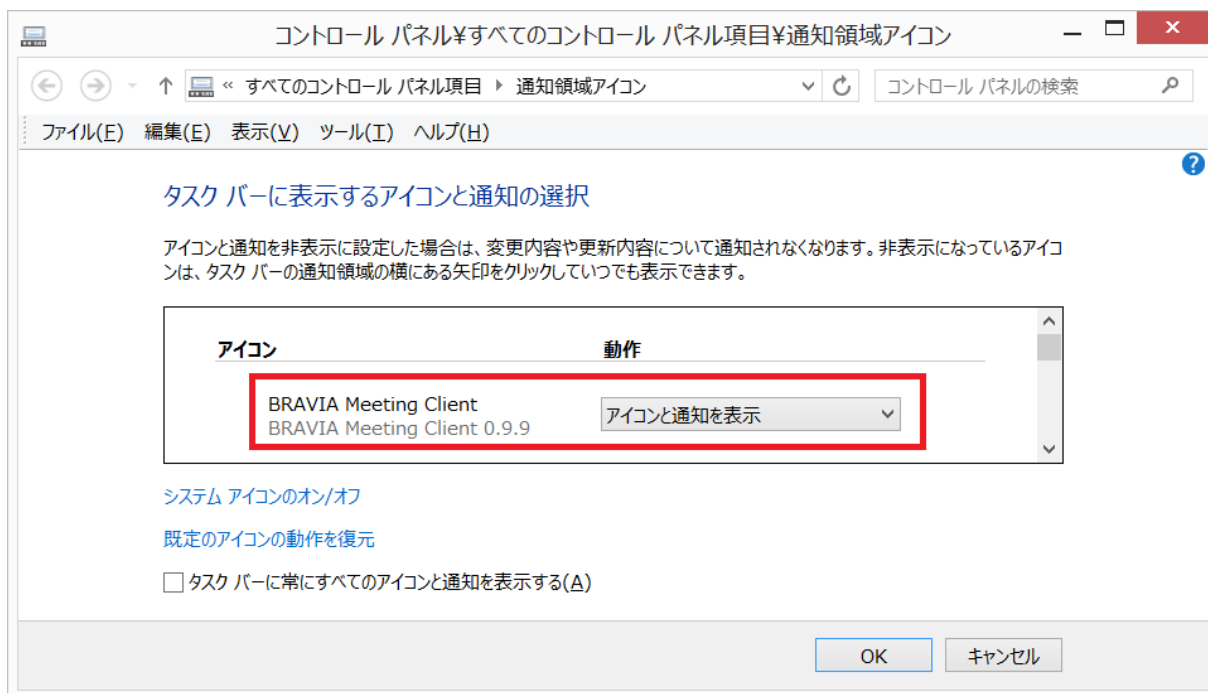 コントロール パネル¥すべてのコントロール パネル項目¥通知領域アイコン
« すべてのコントロール パネル項目 ▸ 通知領域アイコン
コントロール パネルの検索
ファイル(F) 編集(E) 表示(V) ツール(T) ヘルプ(H)
タスク バーに表示するアイコンと通知の選択
アイコンと通知を非表示に設定した場合は、変更内容や更新内容について通知されなくなります。非表示になっているアイコ
ンは、タスク バーの通知領域の横にある矢印をクリックしていつでも表示できます。
アイコン 動作
BRAVIA Meeting Client
BRAVIA Meeting Client 0.9.9
アイコンと通知を表示
システム アイコンのオン/オフ
既定のアイコンの動作を復元
タスク バーに常にすべてのアイコンと通知を表示する(A)
OK キャンセル